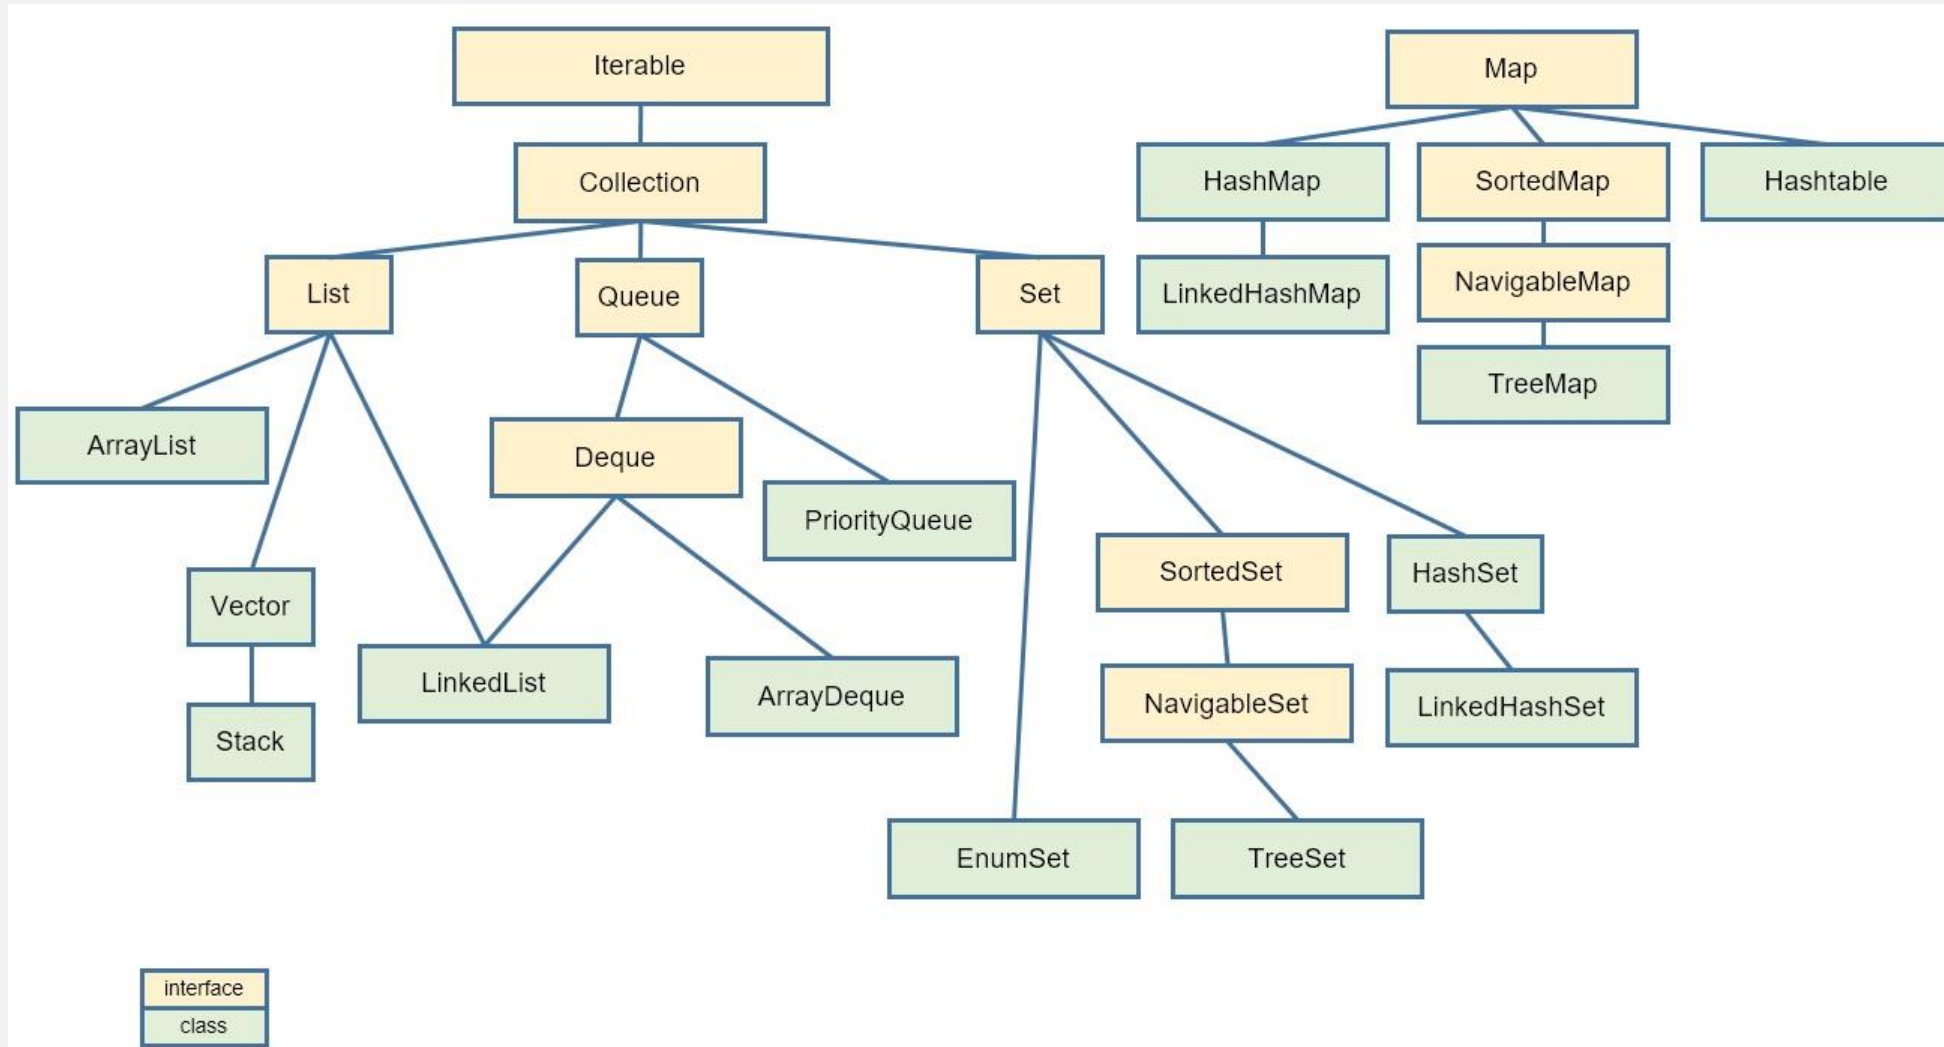 Iterable
Map
Collection
HashMap
SortedMap
Hashtable
List
Queue
Set
LinkedHashMap
NavigableMap
TreeMap
ArrayList
Deque
PriorityQueue
SortedSet
HashSet
Vector
LinkedList
ArrayDeque
NavigableSet
LinkedHashSet
Stack
EnumSet
TreeSet
interface
class